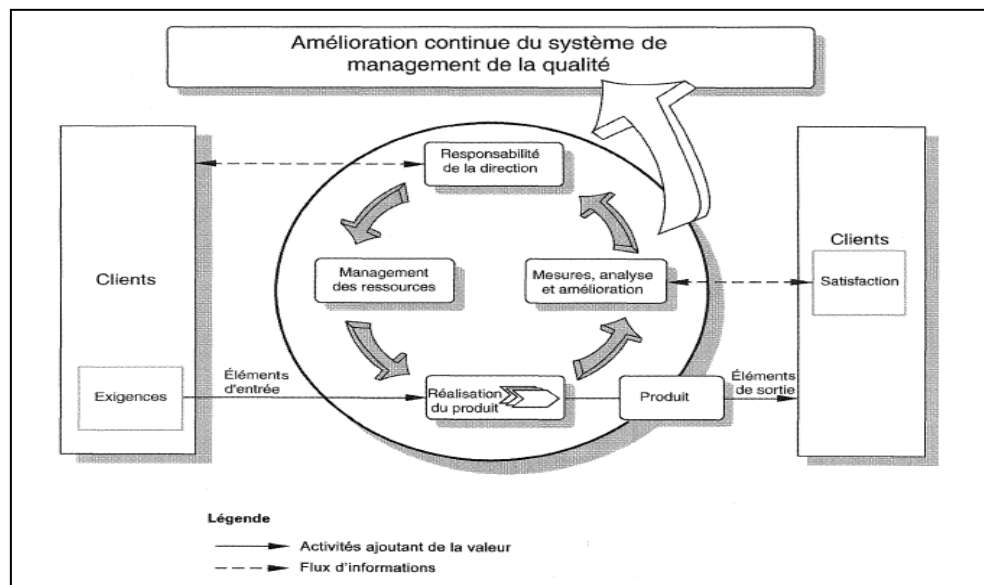 Amélioration continue du système de
management de la qualité
Responsabilité
de la direction
Clients
Management
des ressources
Mesures, analyse
et amélioration
Clients
Satisfaction
Exigences
Éléments
d'entrée
Réalisation
du produit
Produit
Éléments
de sortie
Légende
Activités ajoutant de la valeur
Flux d'informations